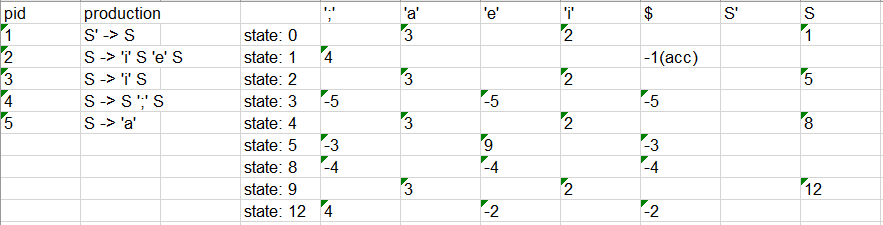 pid production ';' 'a' 'e' 'i' $ S' S
1 S' -> S state: 0 3 2 1
2 S -> 'i' S 'e' S state: 1 4 -1(acc)
3 S -> 'i' S state: 2 3 2 5
4 S -> S ';' S state: 3 -5 -5 -5
5 S -> 'a' state: 4 3 2 8
state: 5 -3 9 -3
state: 8 -4 -4 -4
state: 9 3 2 12
state: 12 4 -2 -2